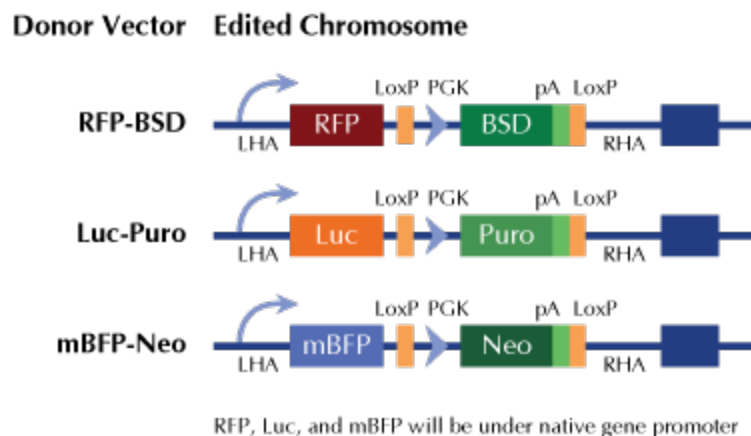 Donor Vector Edited Chromosome
LoxP PGK pA LoxP
RFP-BSD RFP BSD
LHA RHA
LoxP PGK pA LoxP
Luc-Puro Luc Puro
LHA RHA
LoxP PGK pA LoxP
mBFP-Neo mBFP Neo
LHA RHA
RFP, Luc, and mBFP will be under native gene promoter